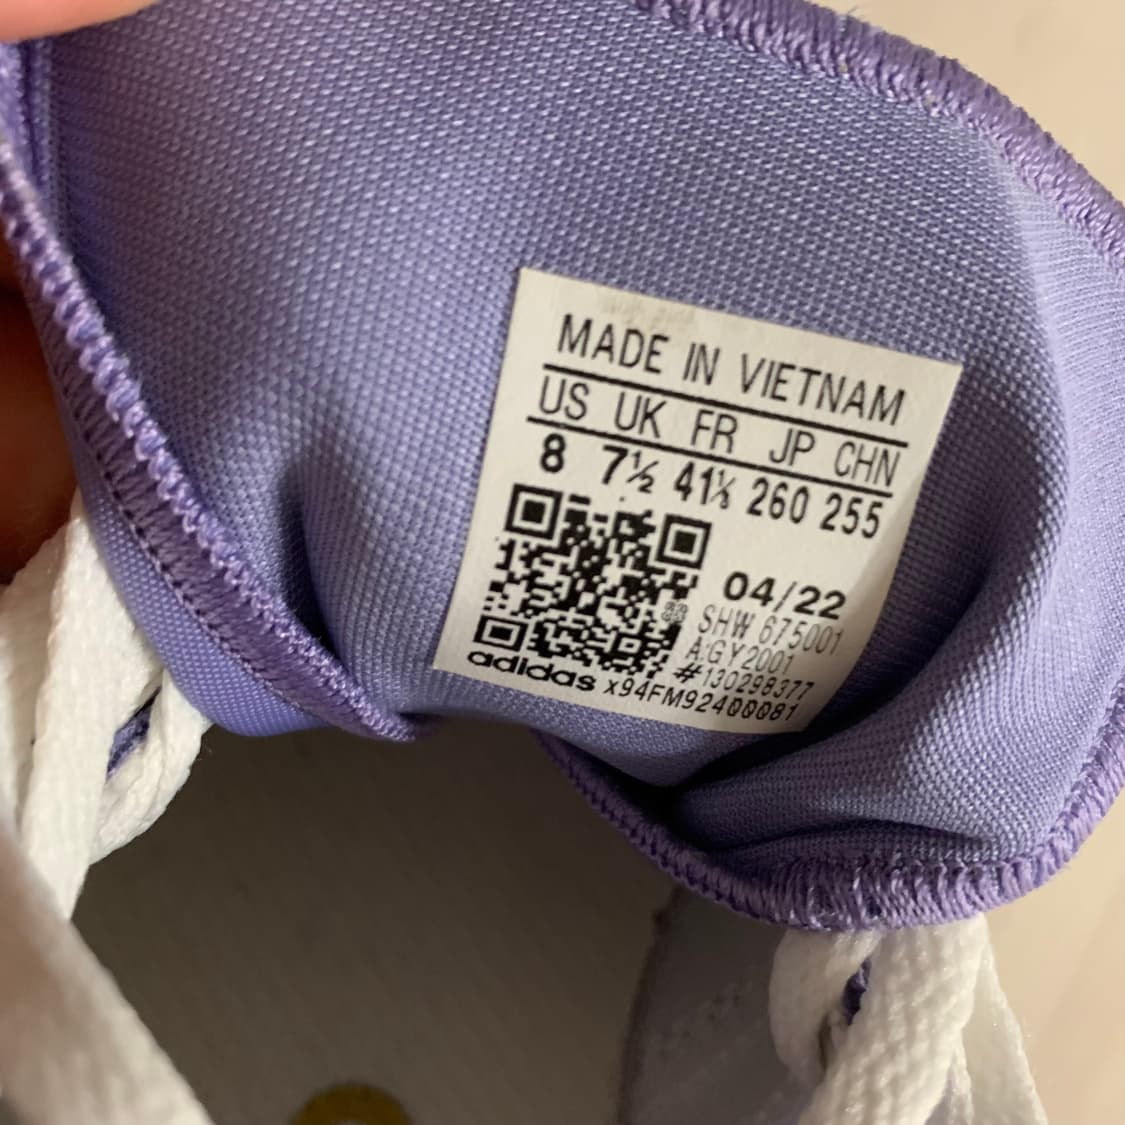 MADE IN VIETNAM
US UK FR JP CHN
8 7½ 41⅓ 260 255
04/22
SHW 675001
A:GY2001
#130298377
adidas x94FM92400081